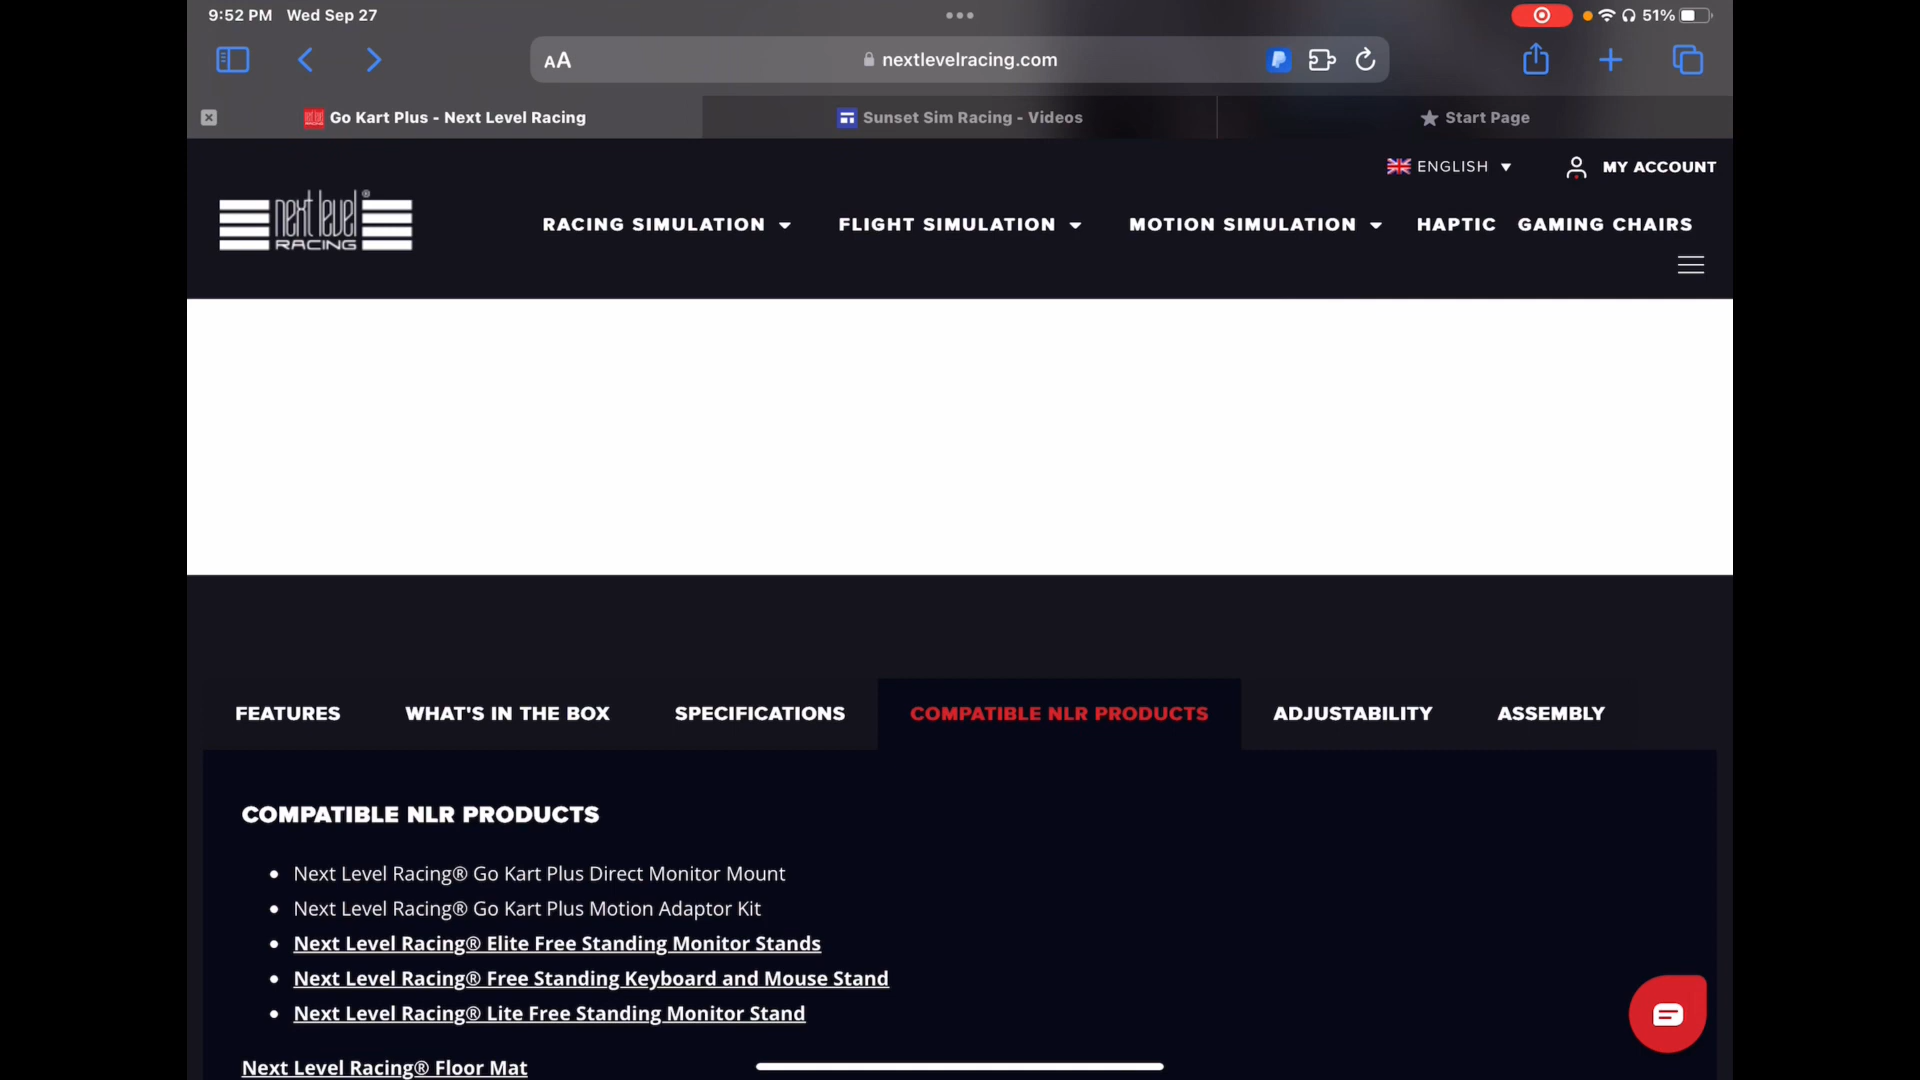 9:52 PM Wed Sep 27
51%
AA
nextlevelracing.com
Go Kart Plus - Next Level Racing
Sunset Sim Racing - Videos
Start Page
ENGLISH
MY ACCOUNT
next level®
RACING
RACING SIMULATION
FLIGHT SIMULATION
MOTION SIMULATION
HAPTIC
GAMING CHAIRS
FEATURES
WHAT'S IN THE BOX
SPECIFICATIONS
COMPATIBLE NLR PRODUCTS
ADJUSTABILITY
ASSEMBLY
COMPATIBLE NLR PRODUCTS
Next Level Racing® Go Kart Plus Direct Monitor Mount
Next Level Racing® Go Kart Plus Motion Adaptor Kit
Next Level Racing® Elite Free Standing Monitor Stands
Next Level Racing® Free Standing Keyboard and Mouse Stand
Next Level Racing® Lite Free Standing Monitor Stand
Next Level Racing® Floor Mat